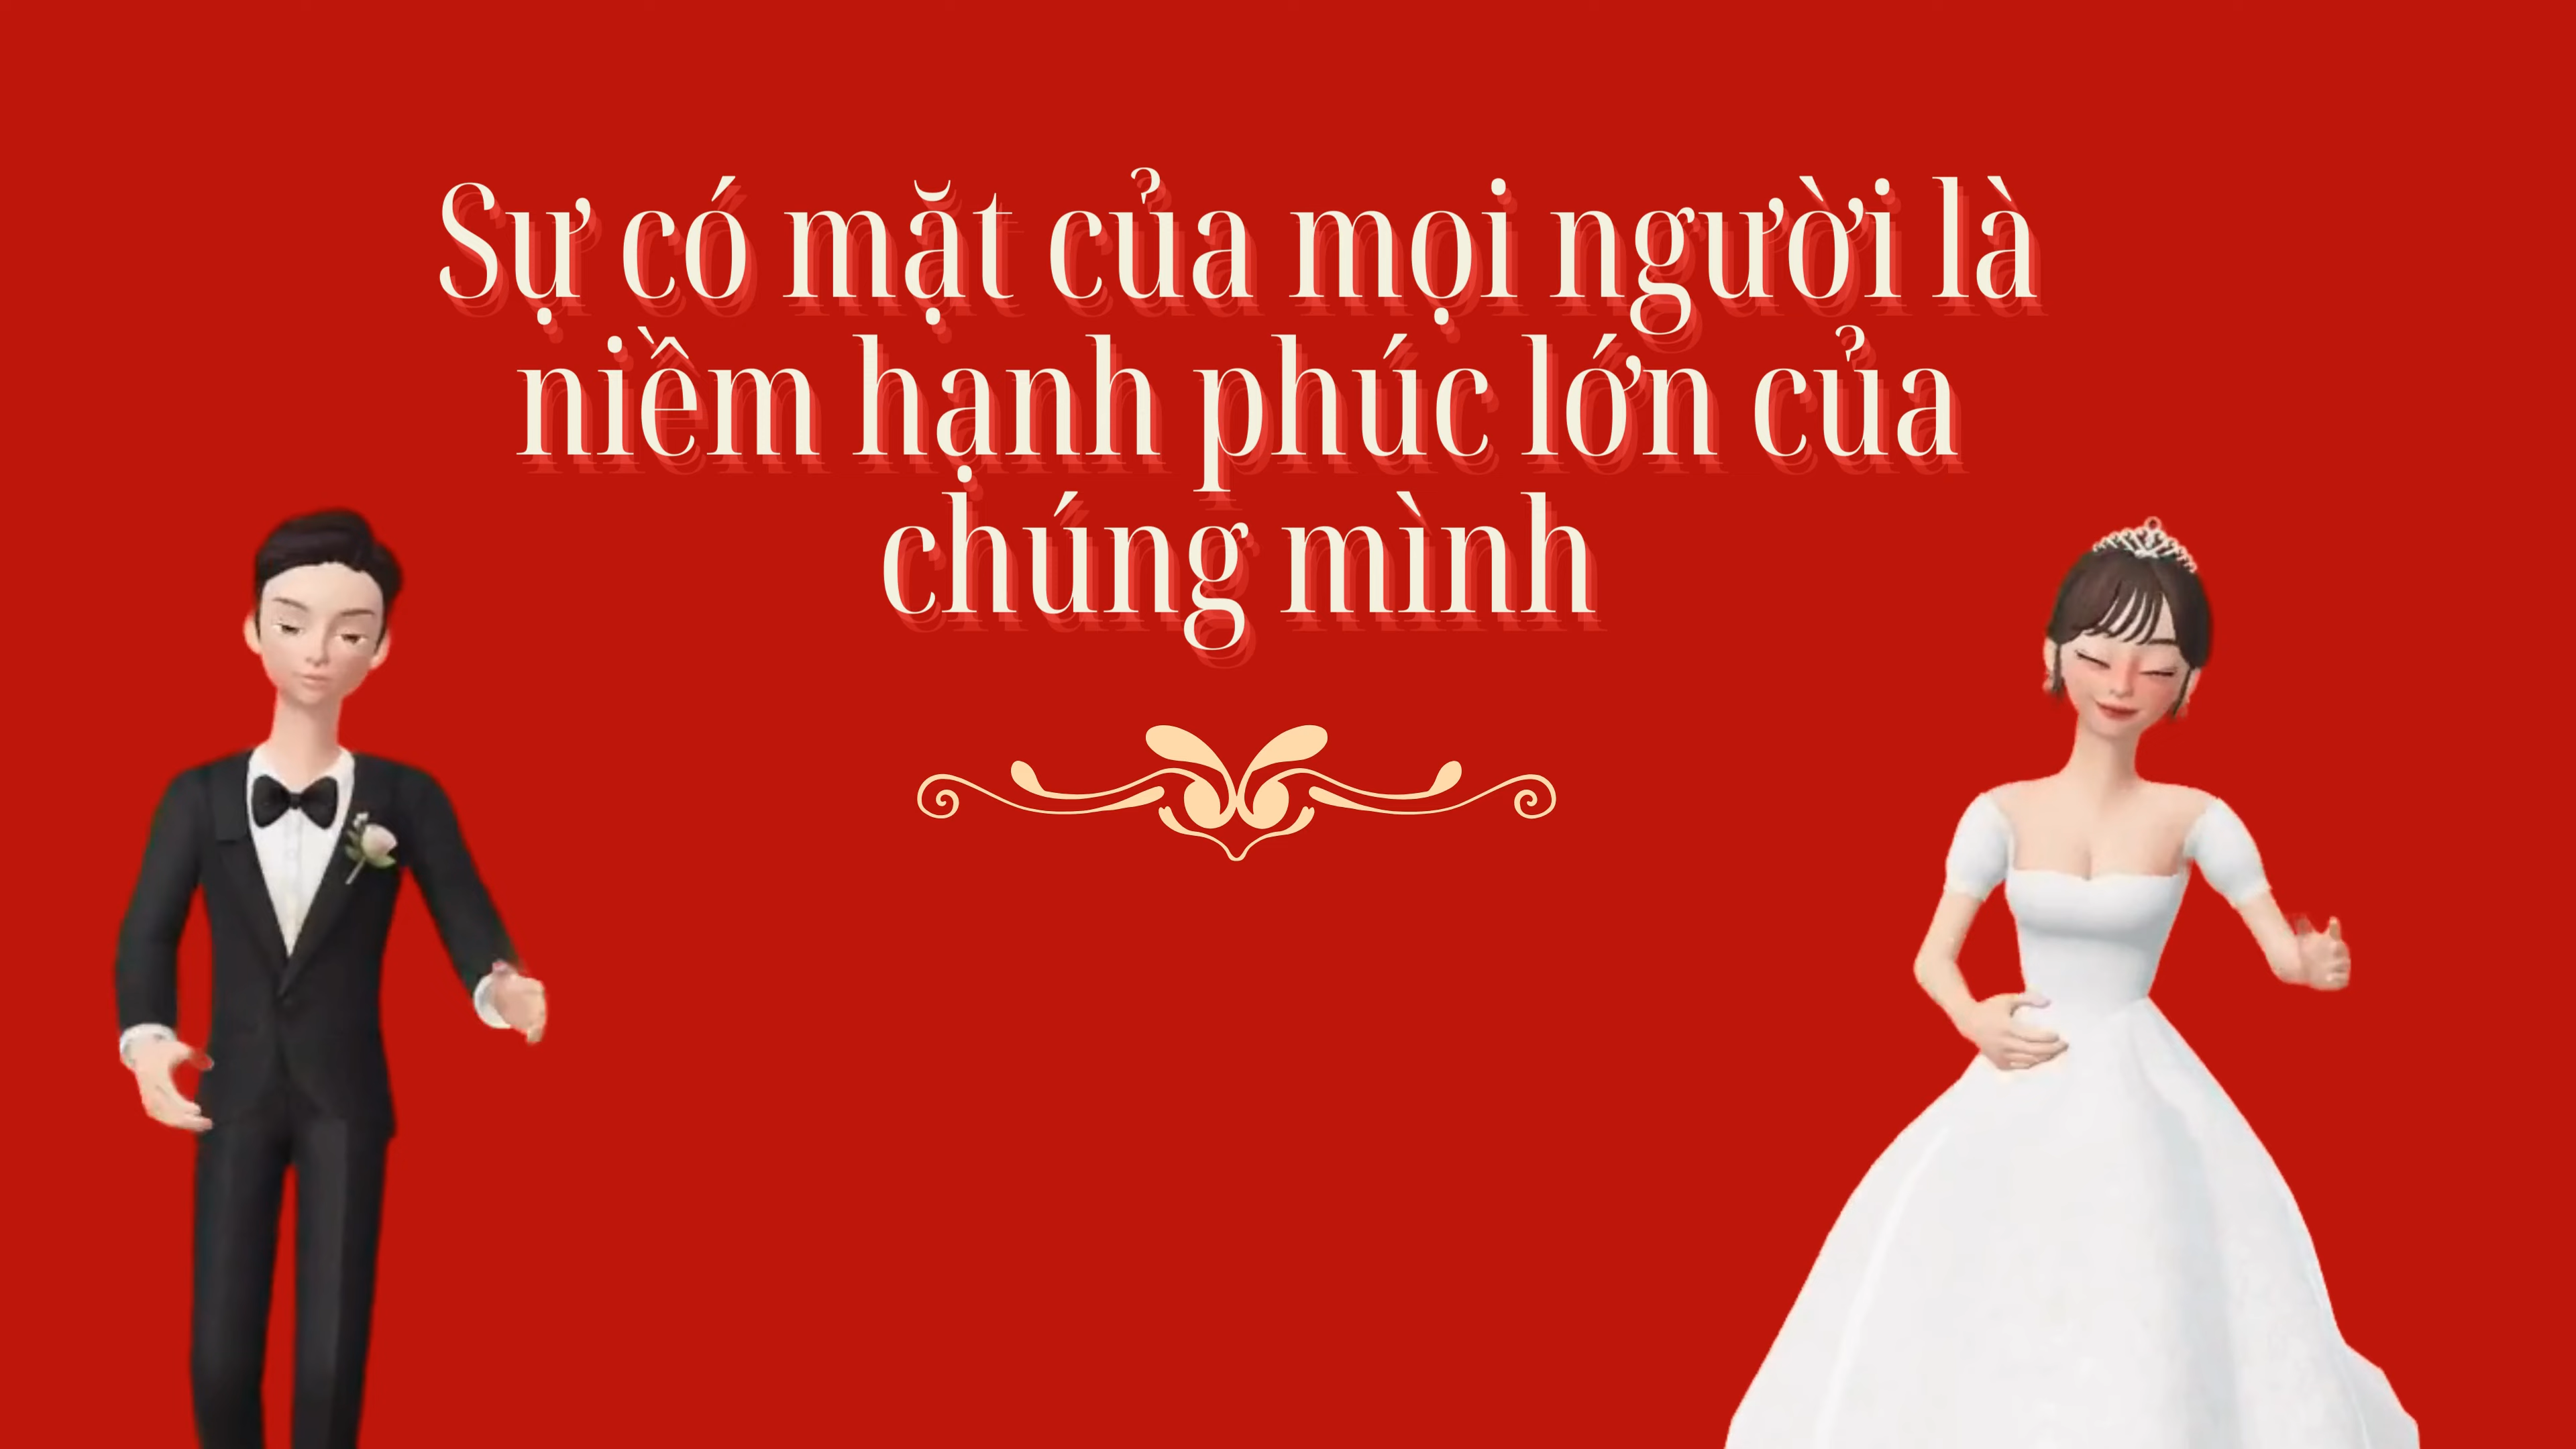 Sự có mặt của mọi người là
niềm hạnh phúc lớn của
chúng mình